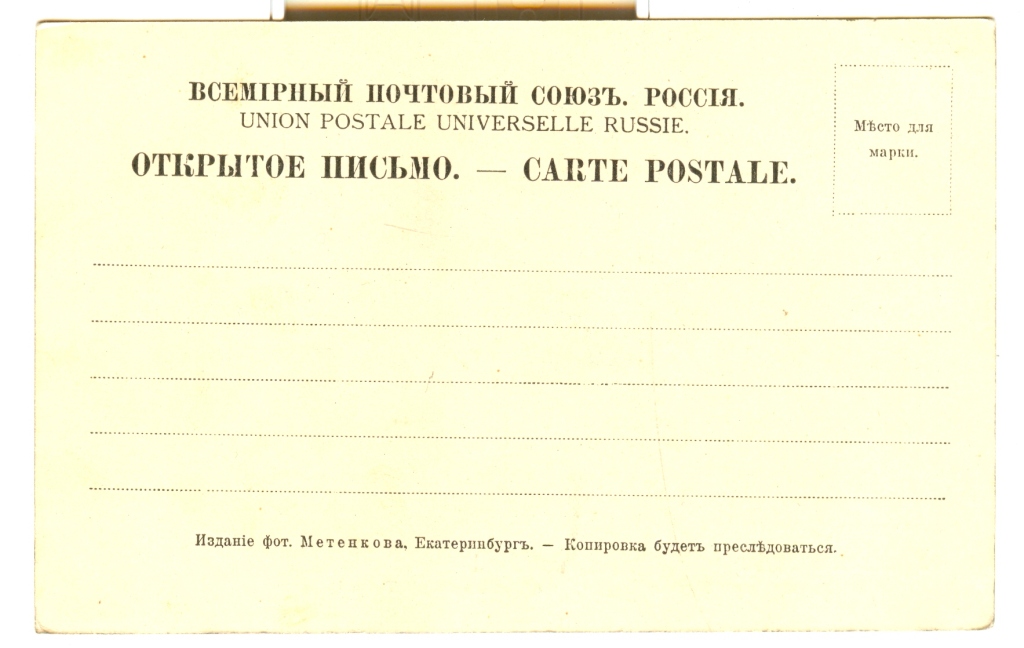 ВСЕМІРНЫЙ ПОЧТОВЫЙ СОЮЗЪ. РОССІЯ.
UNION POSTALE UNIVERSELLE RUSSIE.
ОТКРЫТОЕ ПИСЬМО. — CARTE POSTALE.
Мѣсто для
марки.
Изданіе фот. Метенкова, Екатеринбургъ. — Копировка будетъ преслѣдоваться.